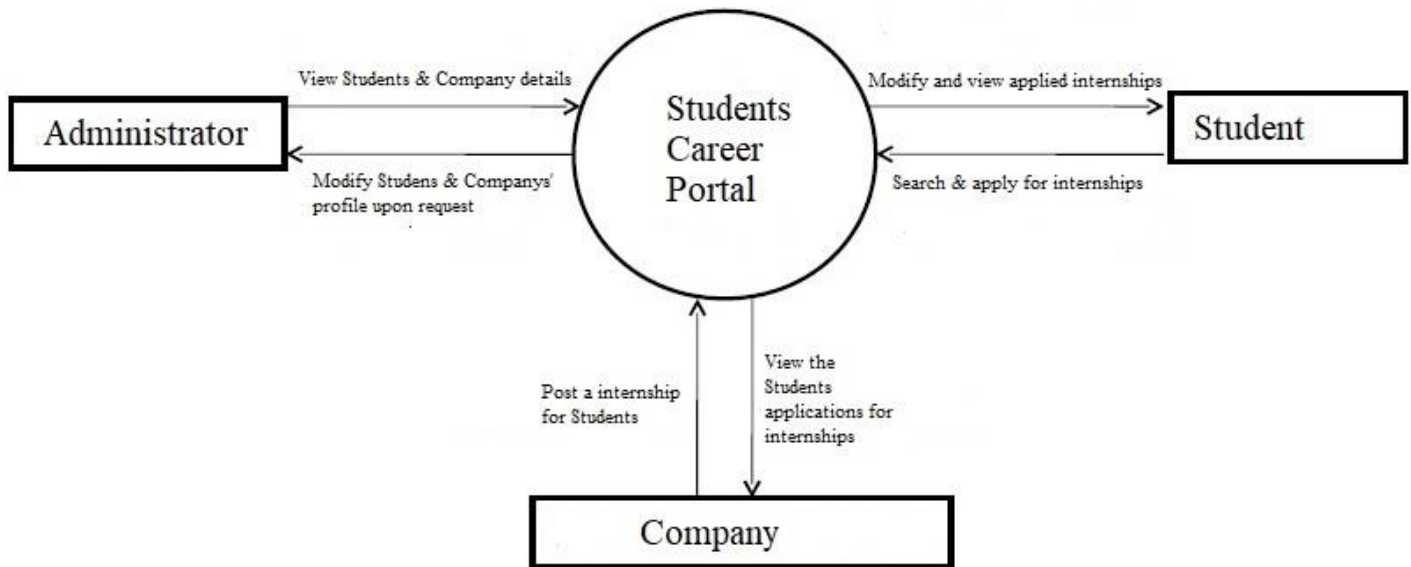 View Students & Company details
Modify and view applied internships
Administrator
Students
Career
Portal
Student
Modify Studens & Companys'
profile upon request
Search & apply for internships
Post a internship
for Students
View the
Students
applications for
internships
Company